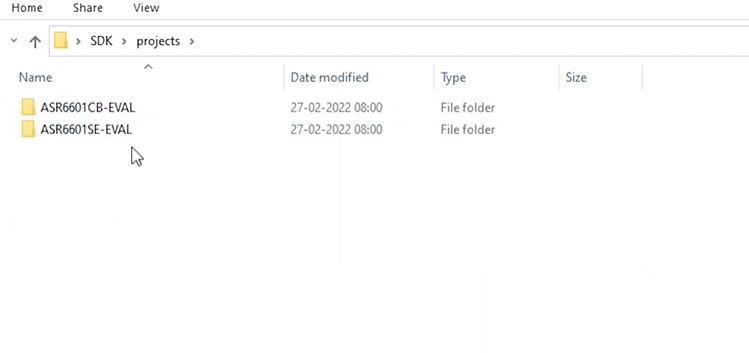 Home Share View
SDK projects
Name Date modified Type Size
ASR6601CB-EVAL 27-02-2022 08:00 File folder
ASR6601SE-EVAL 27-02-2022 08:00 File folder